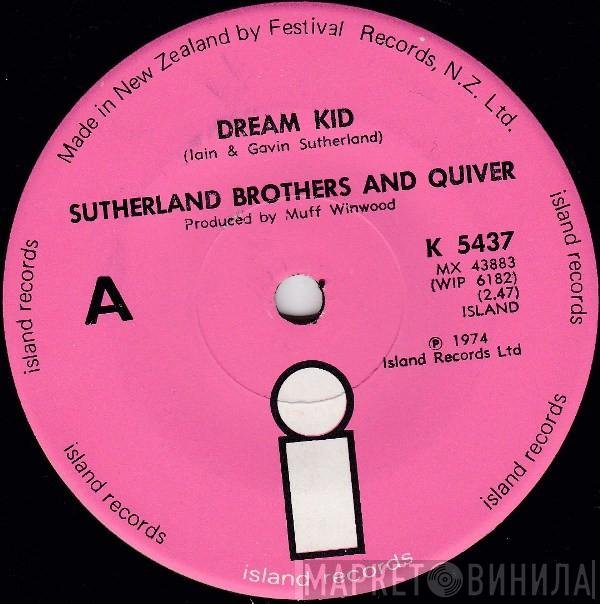 Made in New Zealand by Festival Records, N.Z. Ltd.
DREAM KID
(Iain & Gavin Sutherland)
SUTHERLAND BROTHERS AND QUIVER
Produced by Muff Winwood
A
K 5437
MX 43883
(WIP 6182)
(2.47)
ISLAND
℗ 1974
Island Records Ltd
island records
island records
island records
island records
island records
МАРКЕТ ВИНИЛА